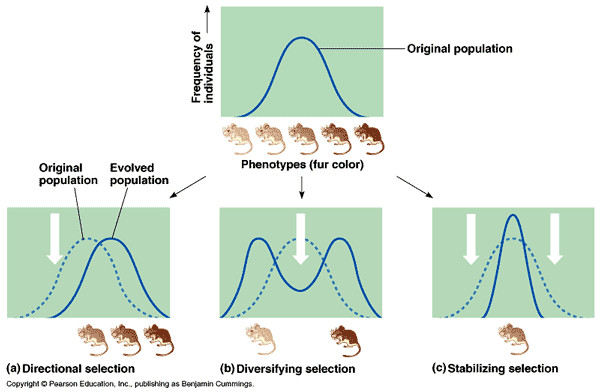 Frequency of
individuals
Original population
Phenotypes (fur color)
Original
population
Evolved
population
(a) Directional selection
(b) Diversifying selection
(c) Stabilizing selection
Copyright © Pearson Education, Inc., publishing as Benjamin Cummings.